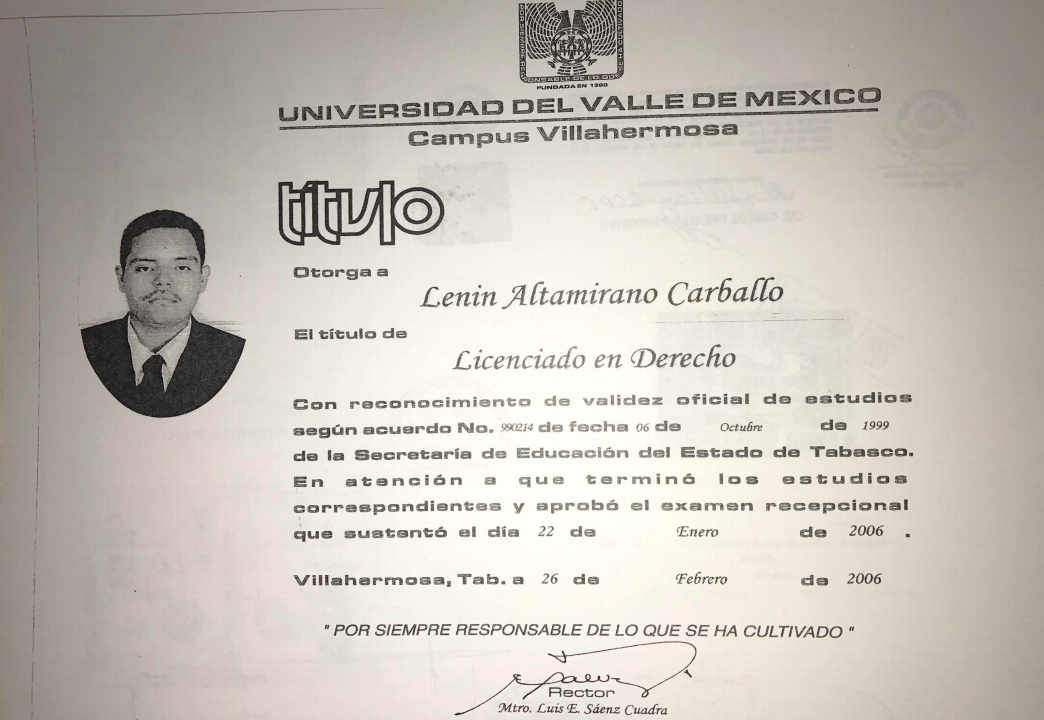 FUNDADA EN 1960
UNIVERSIDAD DEL VALLE DE MEXICO
Campus Villahermosa
título
Otorga a
Lenin Altamirano Carballo
El título de
Licenciado en Derecho
Con reconocimiento de validez oficial de estudios
según acuerdo No. 990214 de fecha 06 de Octubre de 1999
de la Secretaría de Educación del Estado de Tabasco.
En atención a que terminó los estudios
correspondientes y aprobó el examen recepcional
que sustentó el día 22 de Enero de 2006 .
Villahermosa, Tab. a 26 de Febrero de 2006
" POR SIEMPRE RESPONSABLE DE LO QUE SE HA CULTIVADO "
Rector
Mtro. Luis E. Sáenz Cuadra